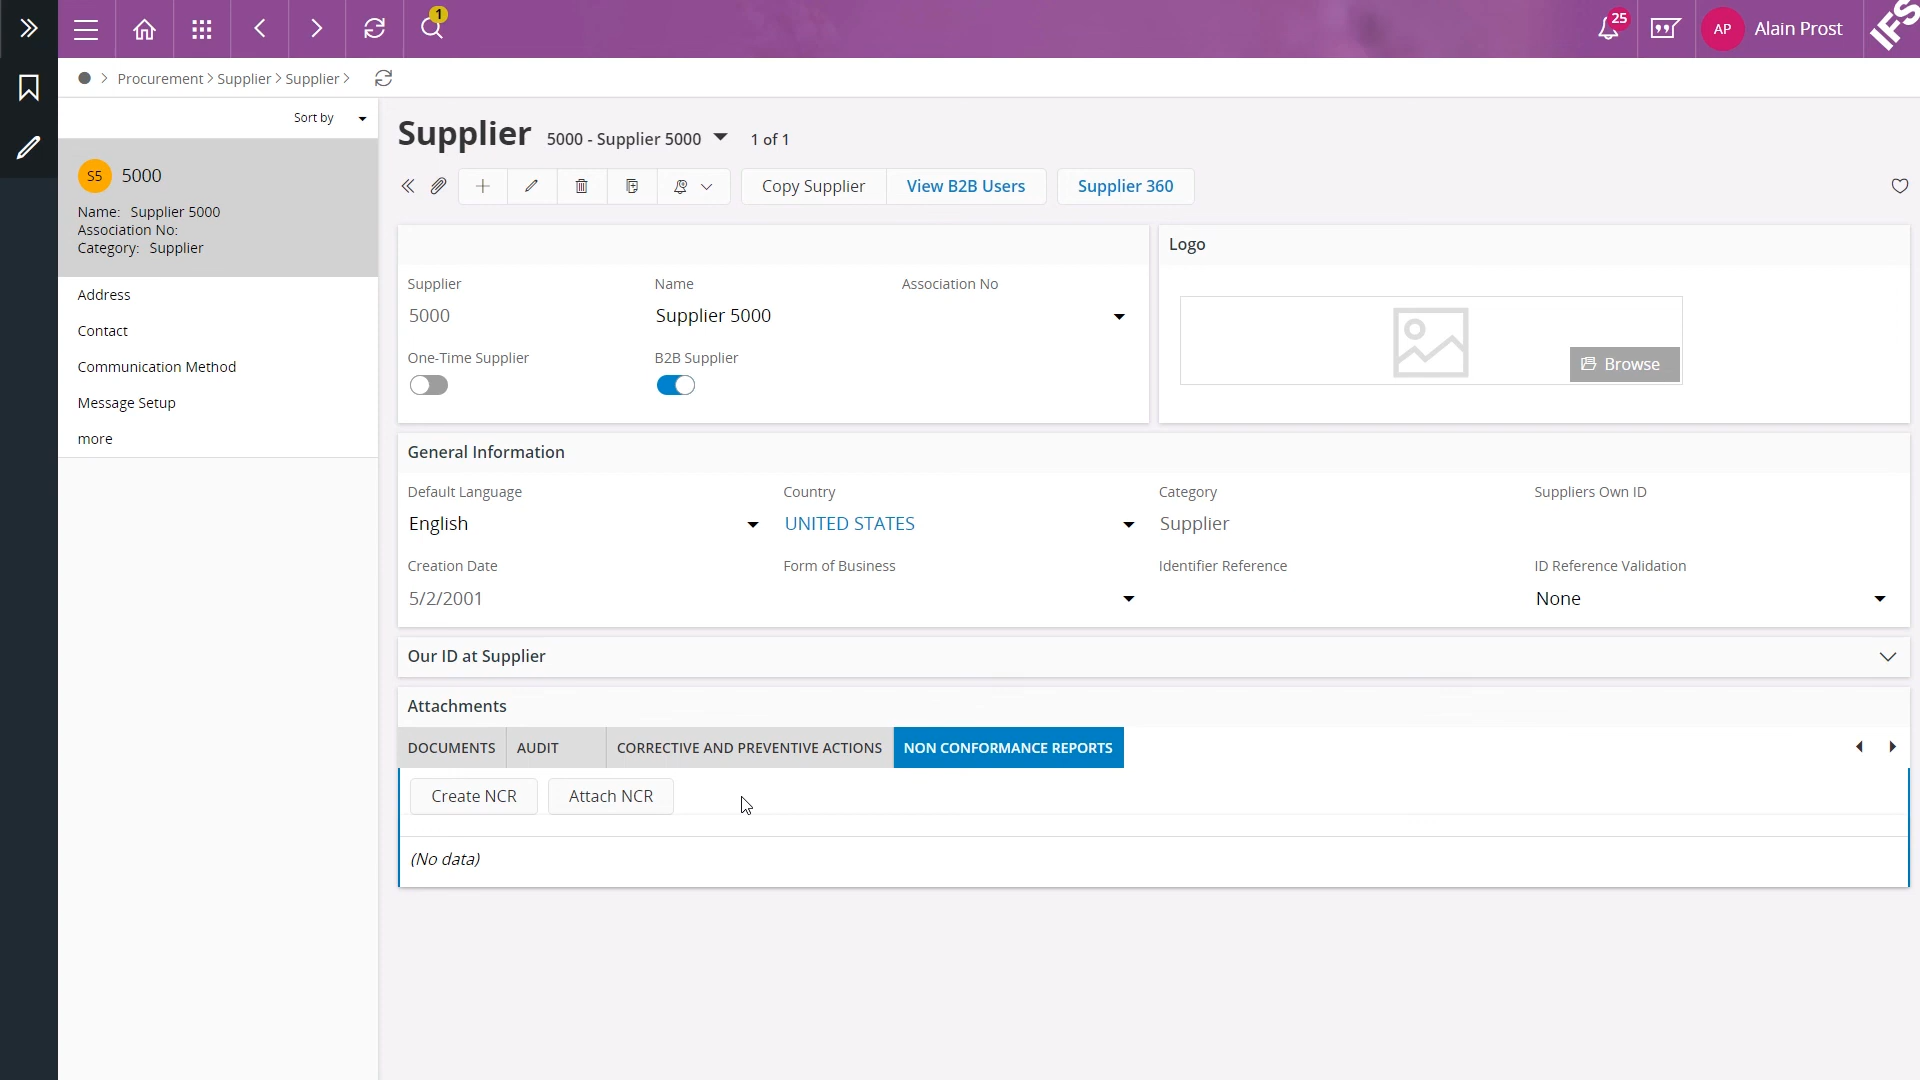 1
25
AP
Alain Prost
IFS
Procurement > Supplier > Supplier >
Sort by
S5
5000
Name: Supplier 5000
Association No:
Category: Supplier
Address
Contact
Communication Method
Message Setup
more
Supplier
5000 - Supplier 5000
1 of 1
Copy Supplier
View B2B Users
Supplier 360
Supplier
Name
Association No
5000
Supplier 5000
One-Time Supplier
B2B Supplier
Logo
Browse
General Information
Default Language
Country
Category
Suppliers Own ID
English
UNITED STATES
Supplier
Creation Date
Form of Business
Identifier Reference
ID Reference Validation
5/2/2001
None
Our ID at Supplier
Attachments
DOCUMENTS
AUDIT
CORRECTIVE AND PREVENTIVE ACTIONS
NON CONFORMANCE REPORTS
Create NCR
Attach NCR
(No data)